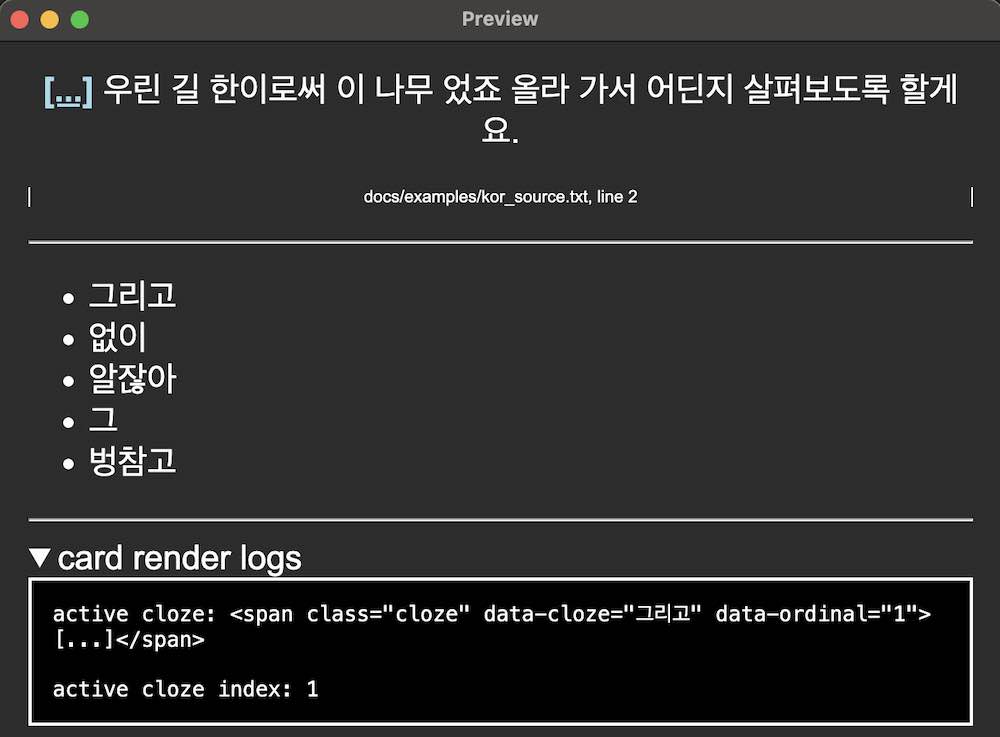 Preview
[...] 우린 길 한이로써 이 나무 었죠 올라 가서 어딘지 살펴보도록 할게
요.
docs/examples/kor_source.txt, line 2
그리고
없이
알잖아
그
벙참고
card render logs
active cloze: <span class="cloze" data-cloze="그리고" data-ordinal="1">
[...]</span>
active cloze index: 1